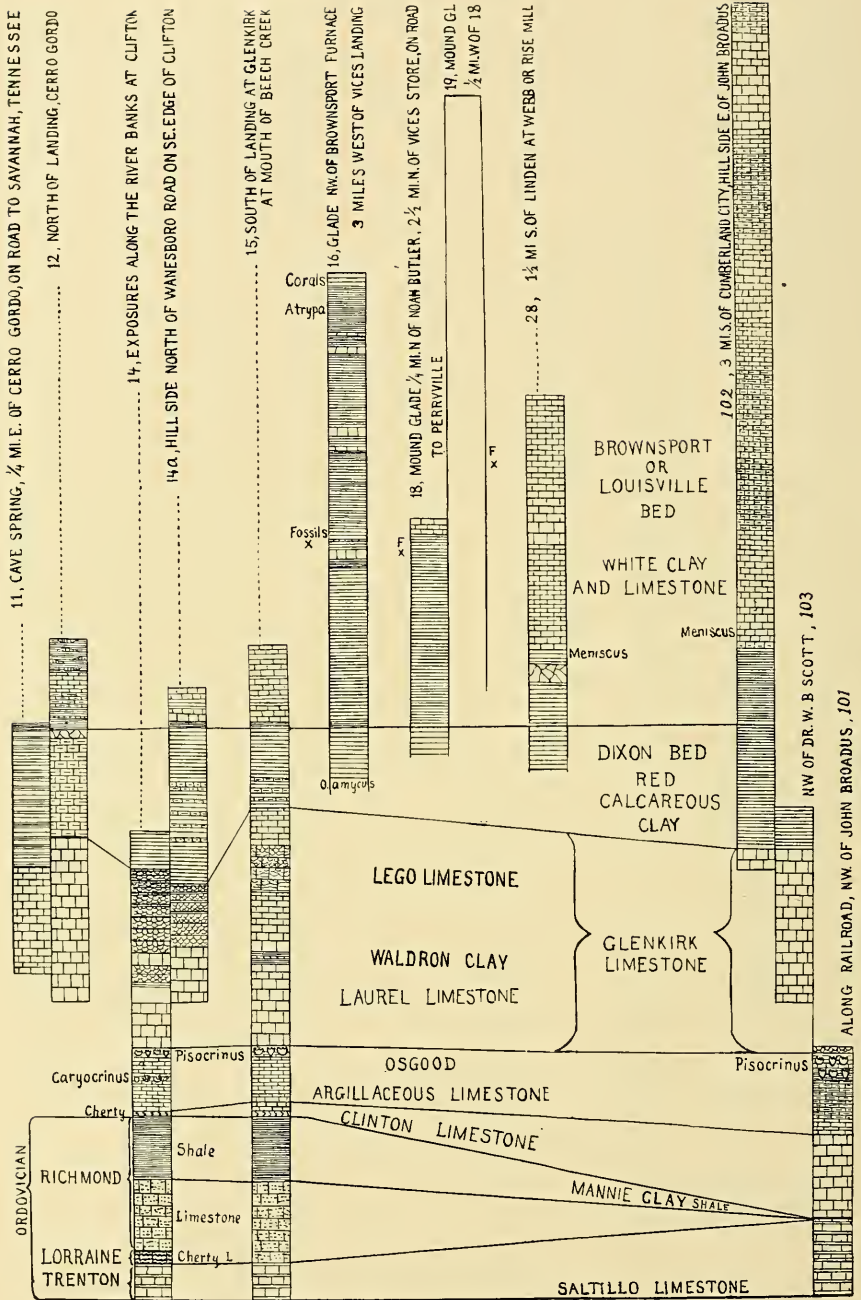 11, CAVE SPRING, ¼ MI. E. OF CERRO GORDO, ON ROAD TO SAVANNAH, TENNESSEE
12, NORTH OF LANDING, CERRO GORDO
14, EXPOSURES ALONG THE RIVER BANKS AT CLIFTON
14a, HILL SIDE NORTH OF WANESBORO ROAD ON SE. EDGE OF CLIFTON
15, SOUTH OF LANDING AT GLENKIRK
AT MOUTH OF BEECH CREEK
16, GLADE NW. OF BROWNSPORT FURNACE
3 MILES WEST OF VICES LANDING
18, MOUND GLADE ¼ MI. N OF NOAH BUTLER, 2½ MI. N. OF VICES STORE, ON ROAD
TO PERRYVILLE
19, MOUND GL
½ MI. W OF 18
28, 1½ MI S. OF LINDEN AT WEBB OR RISE MILL
102, 3 MI. S. OF CUMBERLAND CITY, HILL SIDE E. OF JOHN BROADUS
NW OF DR. W. B SCOTT, 103
ALONG RAILROAD, NW. OF JOHN BROADUS, 101
Corals
Atrypa
Fossils
x
F
x
F
x
BROWNSPORT
OR
LOUISVILLE
BED
WHITE CLAY
AND LIMESTONE
Meniscus
Meniscus
DIXON BED
RED
CALCAREOUS
CLAY
LEGO LIMESTONE
WALDRON CLAY
LAUREL LIMESTONE
GLENKIRK
LIMESTONE
Pisocrinus
OSGOOD
Pisocrinus
Caryocrinus
ARGILLACEOUS LIMESTONE
Cherty
CLINTON LIMESTONE
ORDOVICIAN
RICHMOND
Shale
MANNIE CLAY SHALE
Limestone
LORRAINE
Cherty L
TRENTON
SALTILLO LIMESTONE